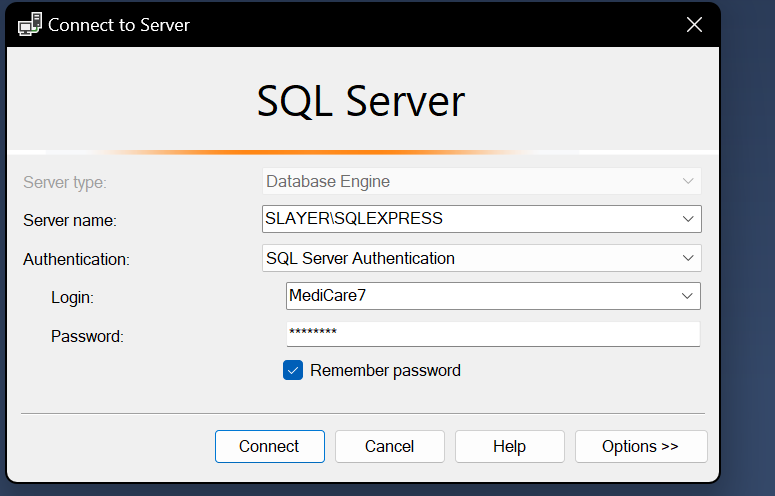 Connect to Server
SQL Server
Server type: Database Engine
Server name: SLAYER\SQLEXPRESS
Authentication: SQL Server Authentication
Login: MediCare7
Password: ********
Remember password
Connect Cancel Help Options >>